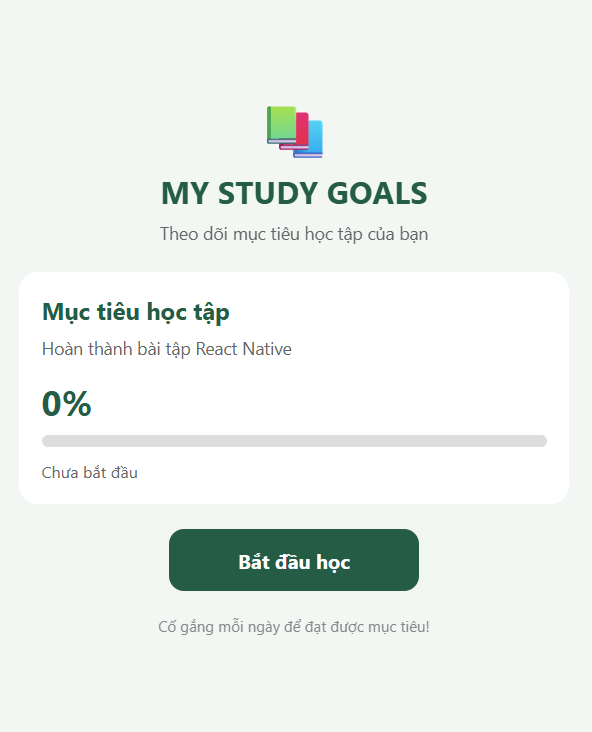 MY STUDY GOALS
Theo dõi mục tiêu học tập của bạn
Mục tiêu học tập
Hoàn thành bài tập React Native
0%
Chưa bắt đầu
Bắt đầu học
Cố gắng mỗi ngày để đạt được mục tiêu!